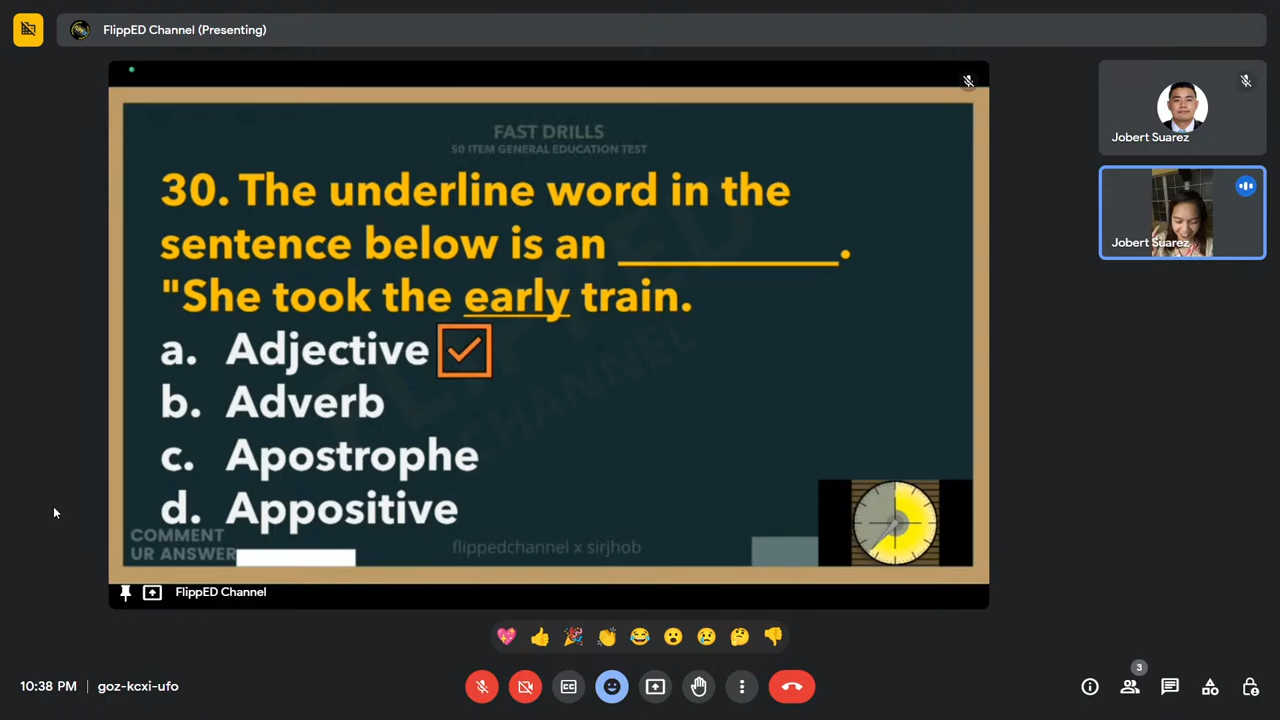 FlippED Channel (Presenting)
FAST DRILLS
50 ITEM GENERAL EDUCATION TEST
30. The underline word in the
sentence below is an __________.
"She took the early train.
a. Adjective
b. Adverb
c. Apostrophe
d. Appositive
COMMENT
UR ANSWER
flippedchannel x sirjhob
FlippED Channel
Jobert Suarez
Jobert Suarez
10:38 PM | goz-kcxi-ufo
3